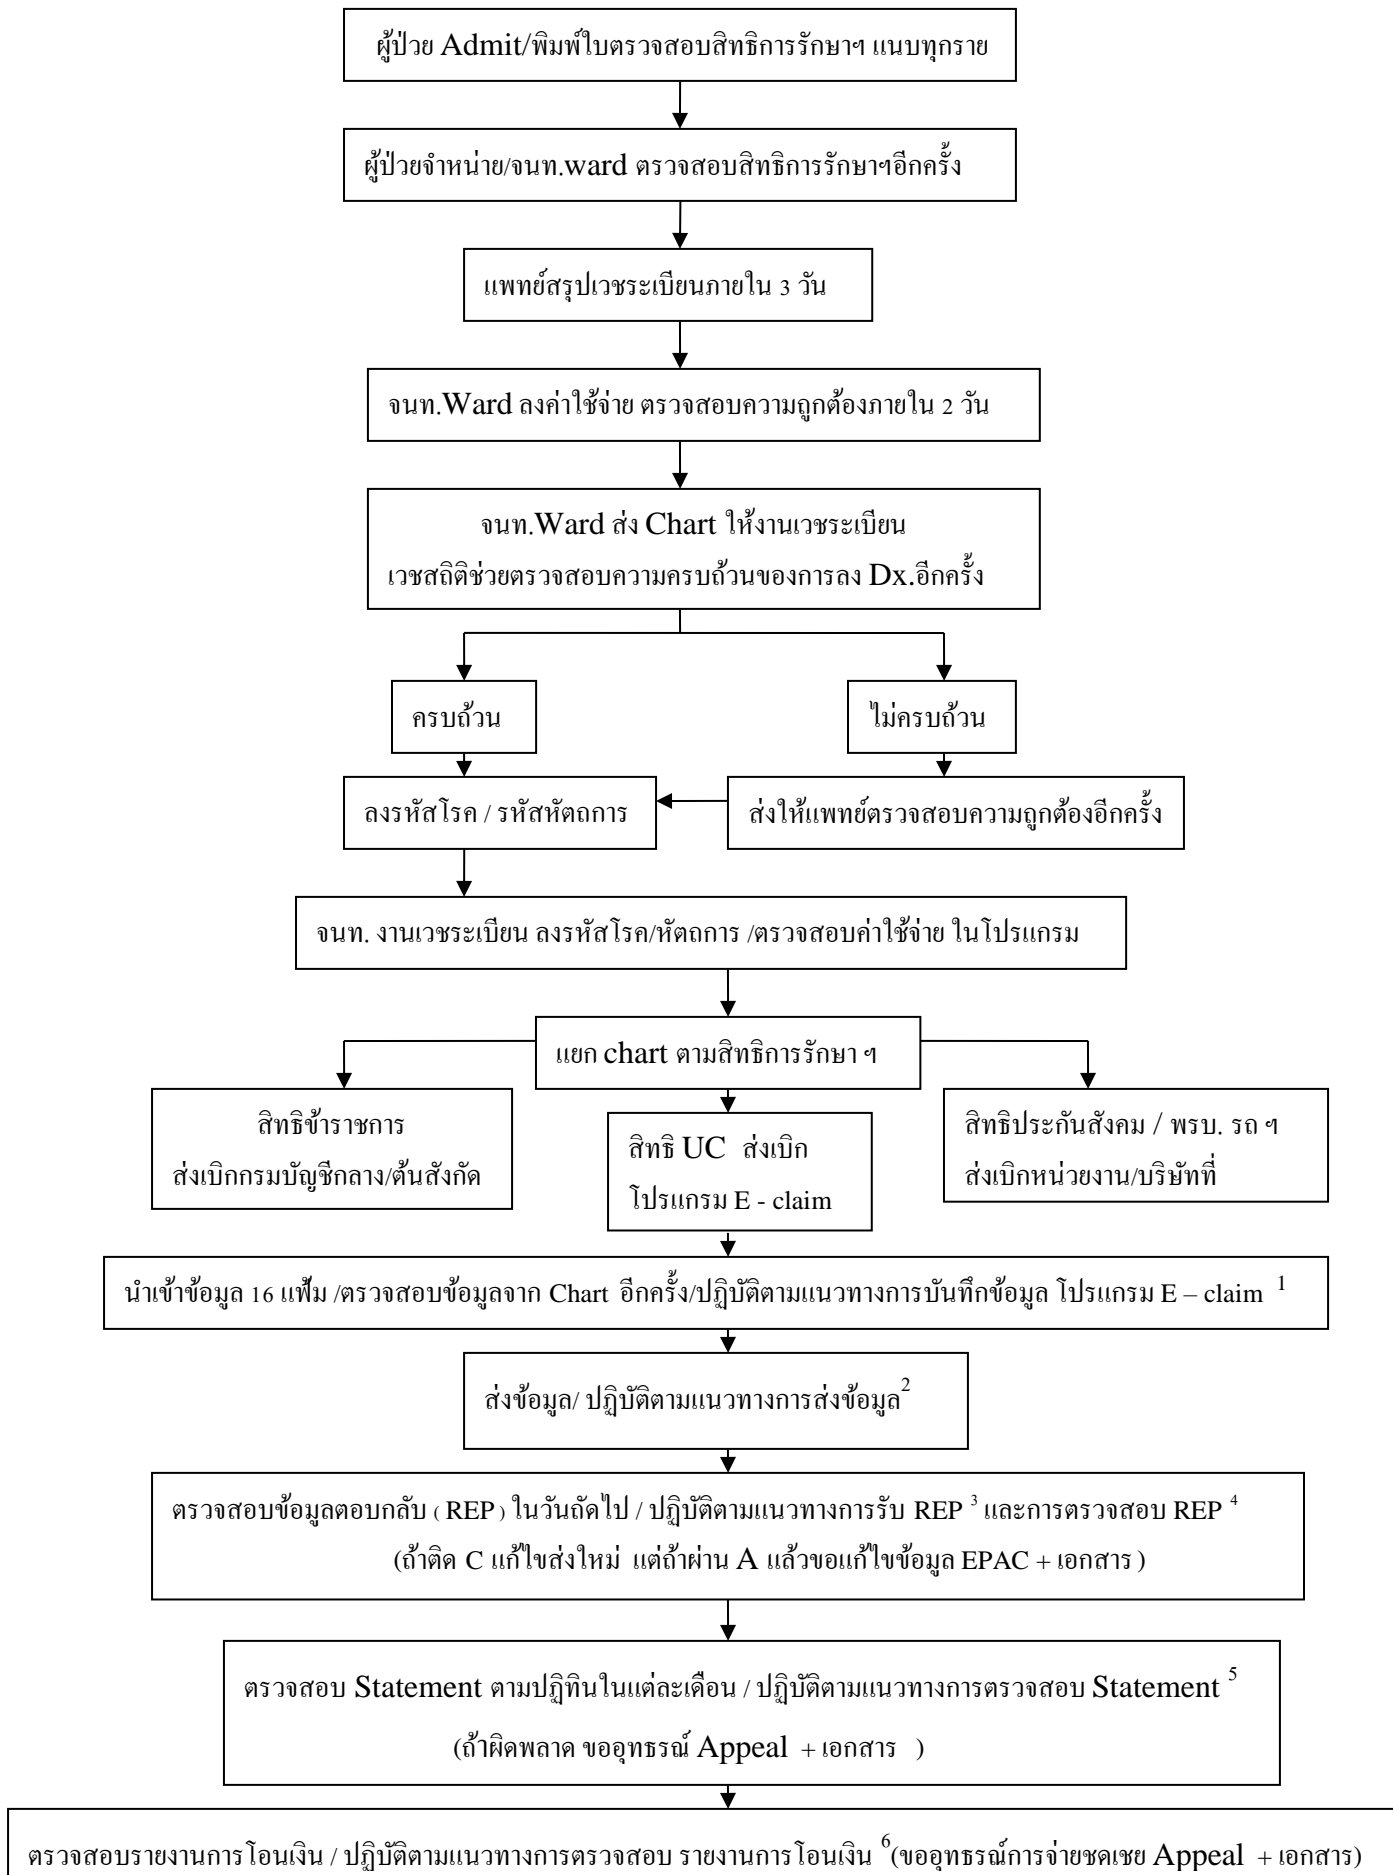 ผู้ป่วย Admit/พิมพ์ใบตรวจสอบสิทธิการรักษาฯ แนบทุกราย
ผู้ป่วยจำหน่าย/จนท.ward ตรวจสอบสิทธิการรักษาฯอีกครั้ง
แพทย์สรุปเวชระเบียนภายใน 3 วัน
จนท.Ward ลงค่าใช้จ่าย ตรวจสอบความถูกต้องภายใน 2 วัน
จนท.Ward ส่ง Chart ให้งานเวชระเบียน
เวชสถิติช่วยตรวจสอบความครบถ้วนของการลง Dx.อีกครั้ง
ครบถ้วน
ไม่ครบถ้วน
ลงรหัสโรค / รหัสหัตถการ
ส่งให้แพทย์ตรวจสอบความถูกต้องอีกครั้ง
จนท. งานเวชระเบียน ลงรหัสโรค/หัตถการ /ตรวจสอบค่าใช้จ่าย ในโปรแกรม
แยก chart ตามสิทธิการรักษา ฯ
สิทธิข้าราชการ
ส่งเบิกกรมบัญชีกลาง/ต้นสังกัด
สิทธิ UC ส่งเบิก
โปรแกรม E - claim
สิทธิประกันสังคม / พรบ. รถ ฯ
ส่งเบิกหน่วยงาน/บริษัทที่
นำเข้าข้อมูล 16 แฟ้ม /ตรวจสอบข้อมูลจาก Chart อีกครั้ง/ปฏิบัติตามแนวทางการบันทึกข้อมูล โปรแกรม E – claim 1
ส่งข้อมูล/ ปฏิบัติตามแนวทางการส่งข้อมูล2
ตรวจสอบข้อมูลตอบกลับ ( REP ) ในวันถัดไป / ปฏิบัติตามแนวทางการรับ REP 3 และการตรวจสอบ REP 4
(ถ้าติด C แก้ไขส่งใหม่ แต่ถ้าผ่าน A แล้วขอแก้ไขข้อมูล EPAC + เอกสาร )
ตรวจสอบ Statement ตามปฏิทินในแต่ละเดือน / ปฏิบัติตามแนวทางการตรวจสอบ Statement 5
(ถ้าผิดพลาด ขออุทธรณ์ Appeal + เอกสาร )
ตรวจสอบรายงานการโอนเงิน / ปฏิบัติตามแนวทางการตรวจสอบ รายงานการโอนเงิน 6(ขออุทธรณ์การจ่ายชดเชย Appeal + เอกสาร)